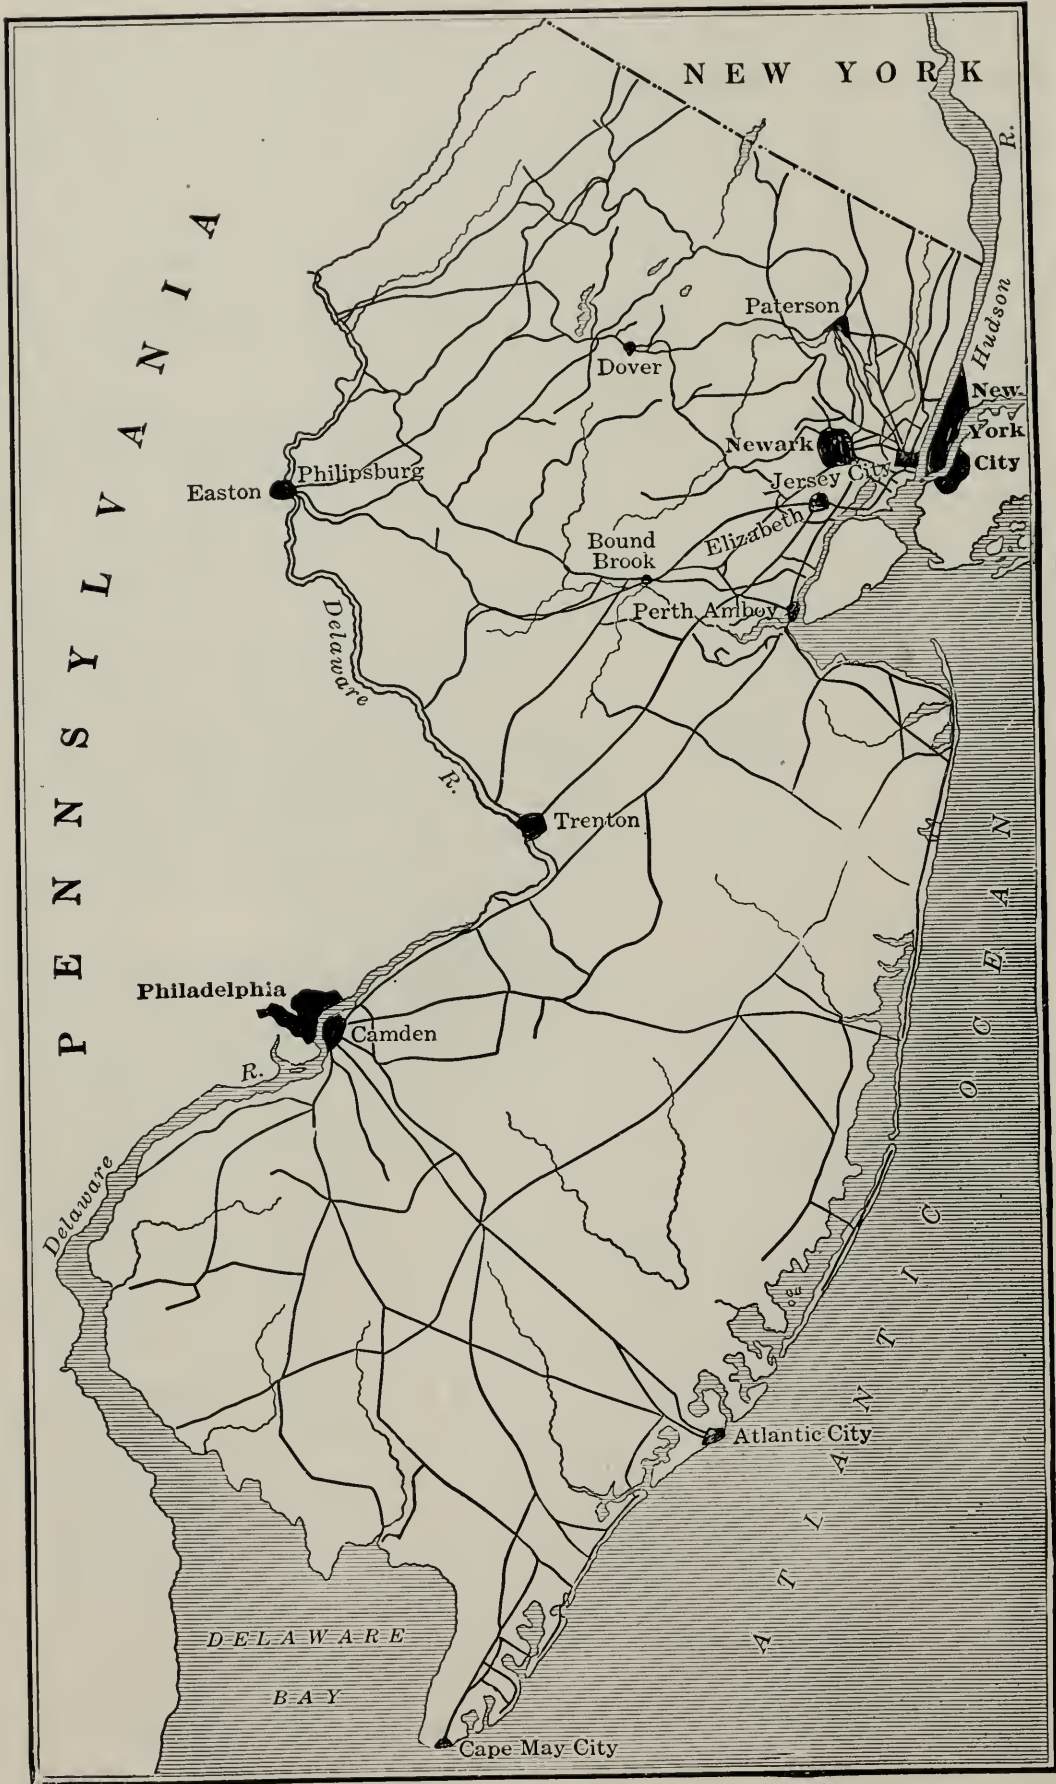 NEW YORK
R.
Hudson
PENNSYLVANIA
Paterson
Dover
New
York
City
Newark
Jersey City
Philipsburg
Easton
Elizabeth
Bound
Brook
Perth Amboy
Delaware
R.
Trenton
Philadelphia
Camden
R.
Delaware
ATLANTIC OCEAN
Atlantic City
DELAWARE
BAY
Cape May City